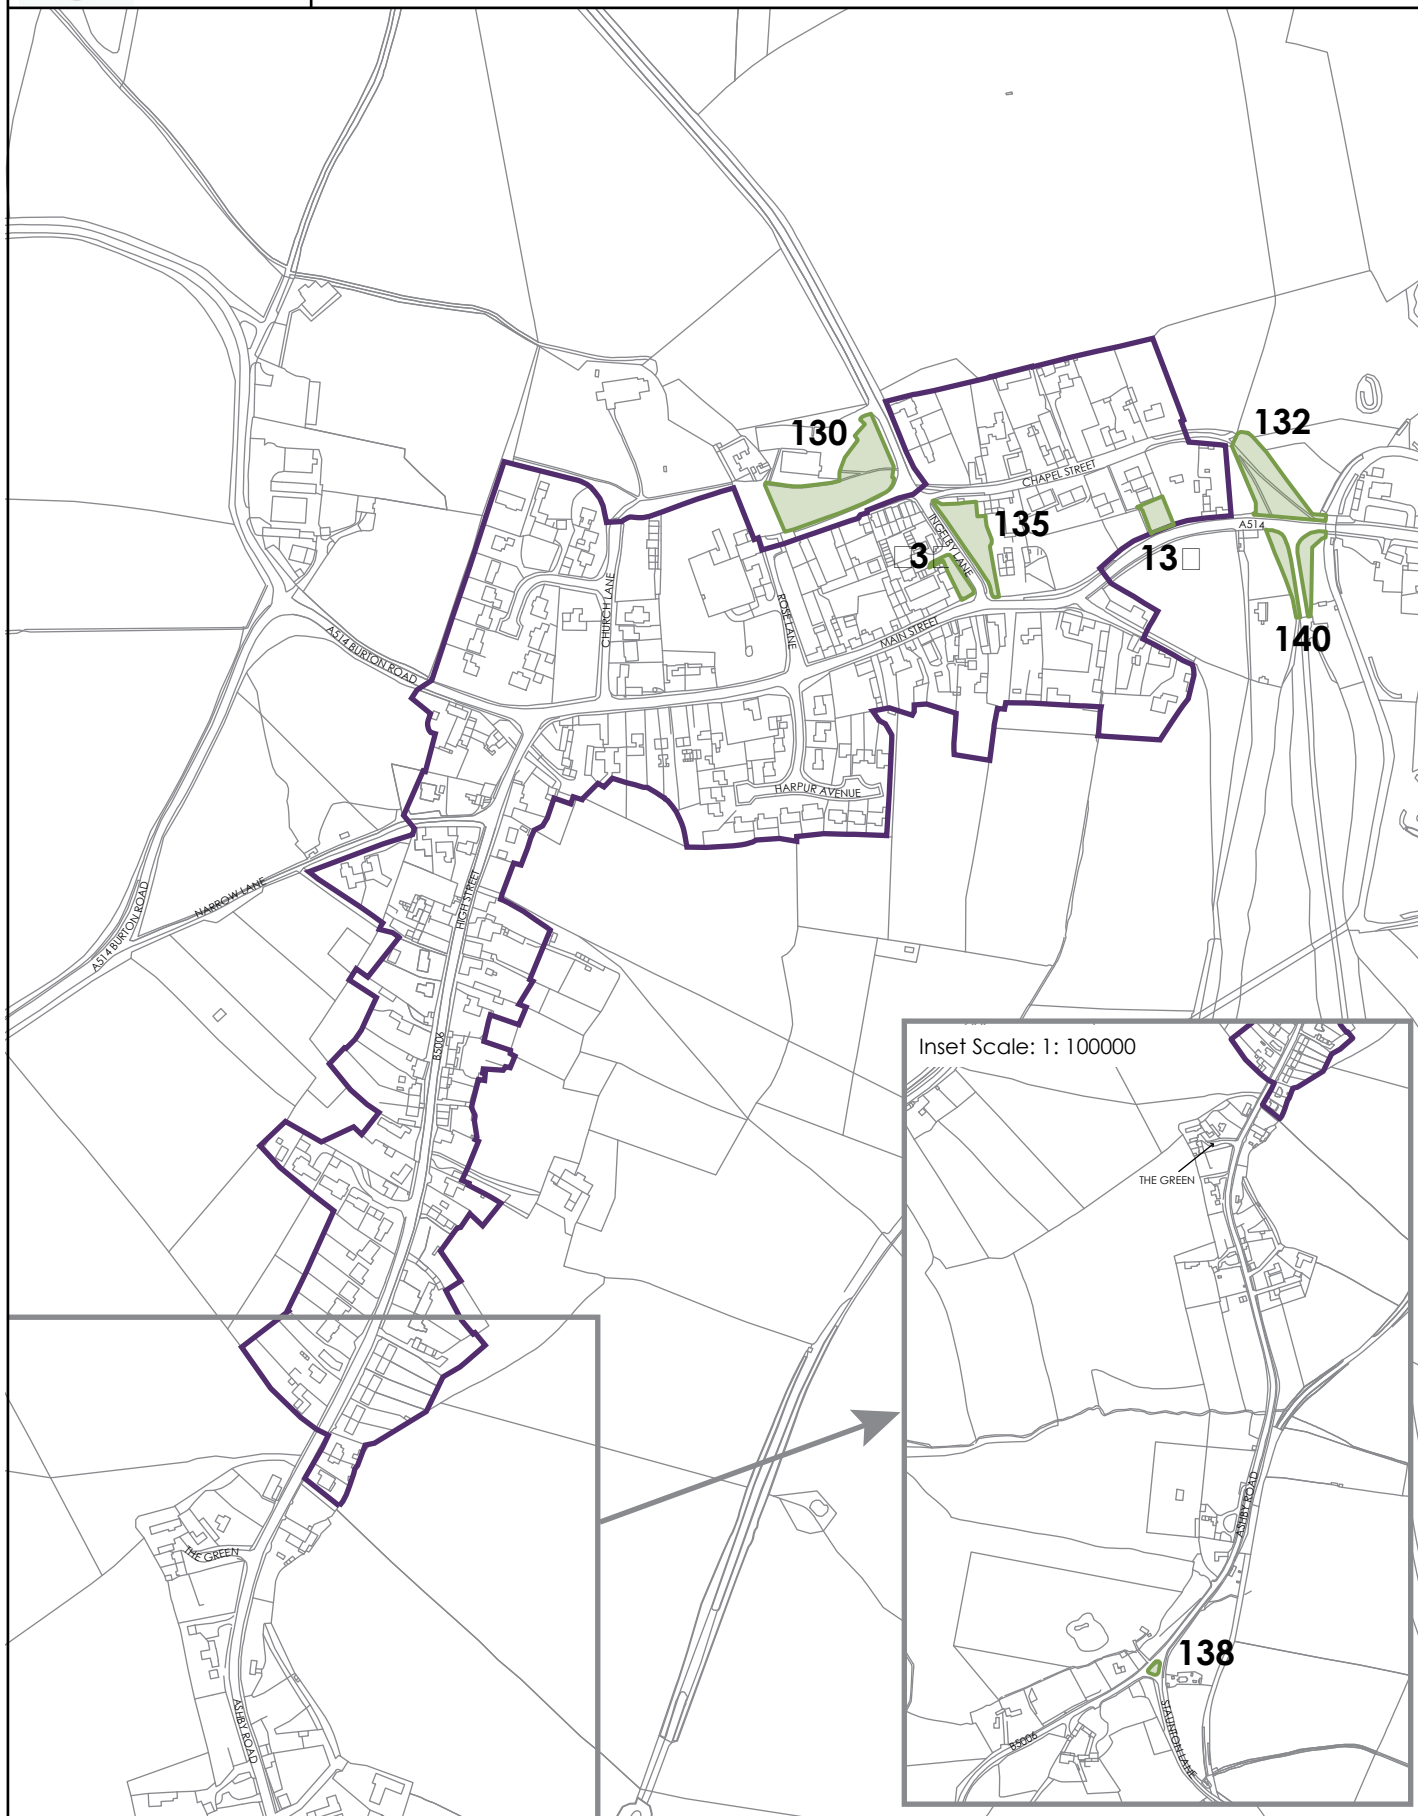 132
130
CHAPEL STREET
135
A514
INGELBY LANE
□3□
13□
CHURCH LANE
ROSE LANE
MAIN STREET
140
A514 BURTON ROAD
HARPUR AVENUE
HIGH STREET
NARROW LANE
A514 BURTON ROAD
B5006
Inset Scale: 1: 100000
THE GREEN
ASHBY ROAD
138
STAUNTON LANE
B5006
THE GREEN
ASHBY ROAD